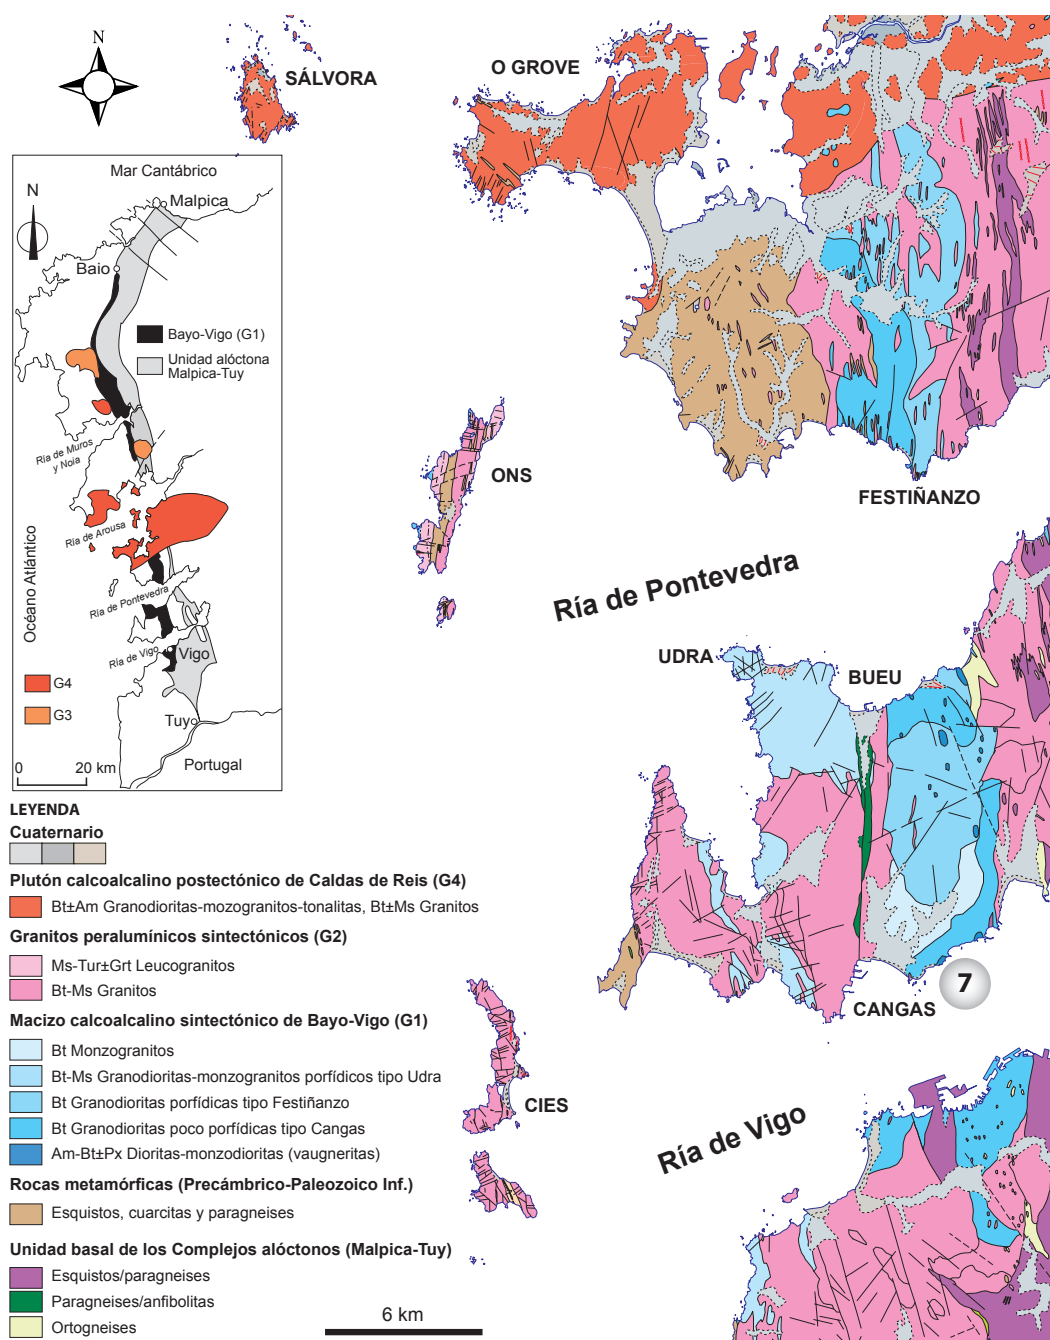 N
SÁLVORA
O GROVE
Mar Cantábrico
N
Malpica
Baio
Bayo-Vigo (G1)
Unidad alóctona
Malpica-Tuy
Ría de Muros
y Noia
Ría de Arousa
Océano Atlántico
Ría de Pontevedra
Ría de Vigo
Vigo
G4
G3
Tuy
Portugal
0
20 km
ONS
FESTIÑANZO
Ría de Pontevedra
UDRA
BUEU
7
CANGAS
CIES
Ría de Vigo
LEYENDA
Cuaternario
Plutón calcoalcalino postectónico de Caldas de Reis (G4)
Bt±Am Granodioritas-mozogranitos-tonalitas, Bt±Ms Granitos
Granitos peralumínicos sintectónicos (G2)
Ms-Tur±Grt Leucogranitos
Bt-Ms Granitos
Macizo calcoalcalino sintectónico de Bayo-Vigo (G1)
Bt Monzogranitos
Bt-Ms Granodioritas-monzogranitos porfídicos tipo Udra
Bt Granodioritas porfídicas tipo Festiñanzo
Bt Granodioritas poco porfídicas tipo Cangas
Am-Bt±Px Dioritas-monzodioritas (vaugneritas)
Rocas metamórficas (Precámbrico-Paleozoico Inf.)
Esquistos, cuarcitas y paragneises
Unidad basal de los Complejos alóctonos (Malpica-Tuy)
Esquistos/paragneises
Paragneises/anfibolitas
Ortogneises
6 km